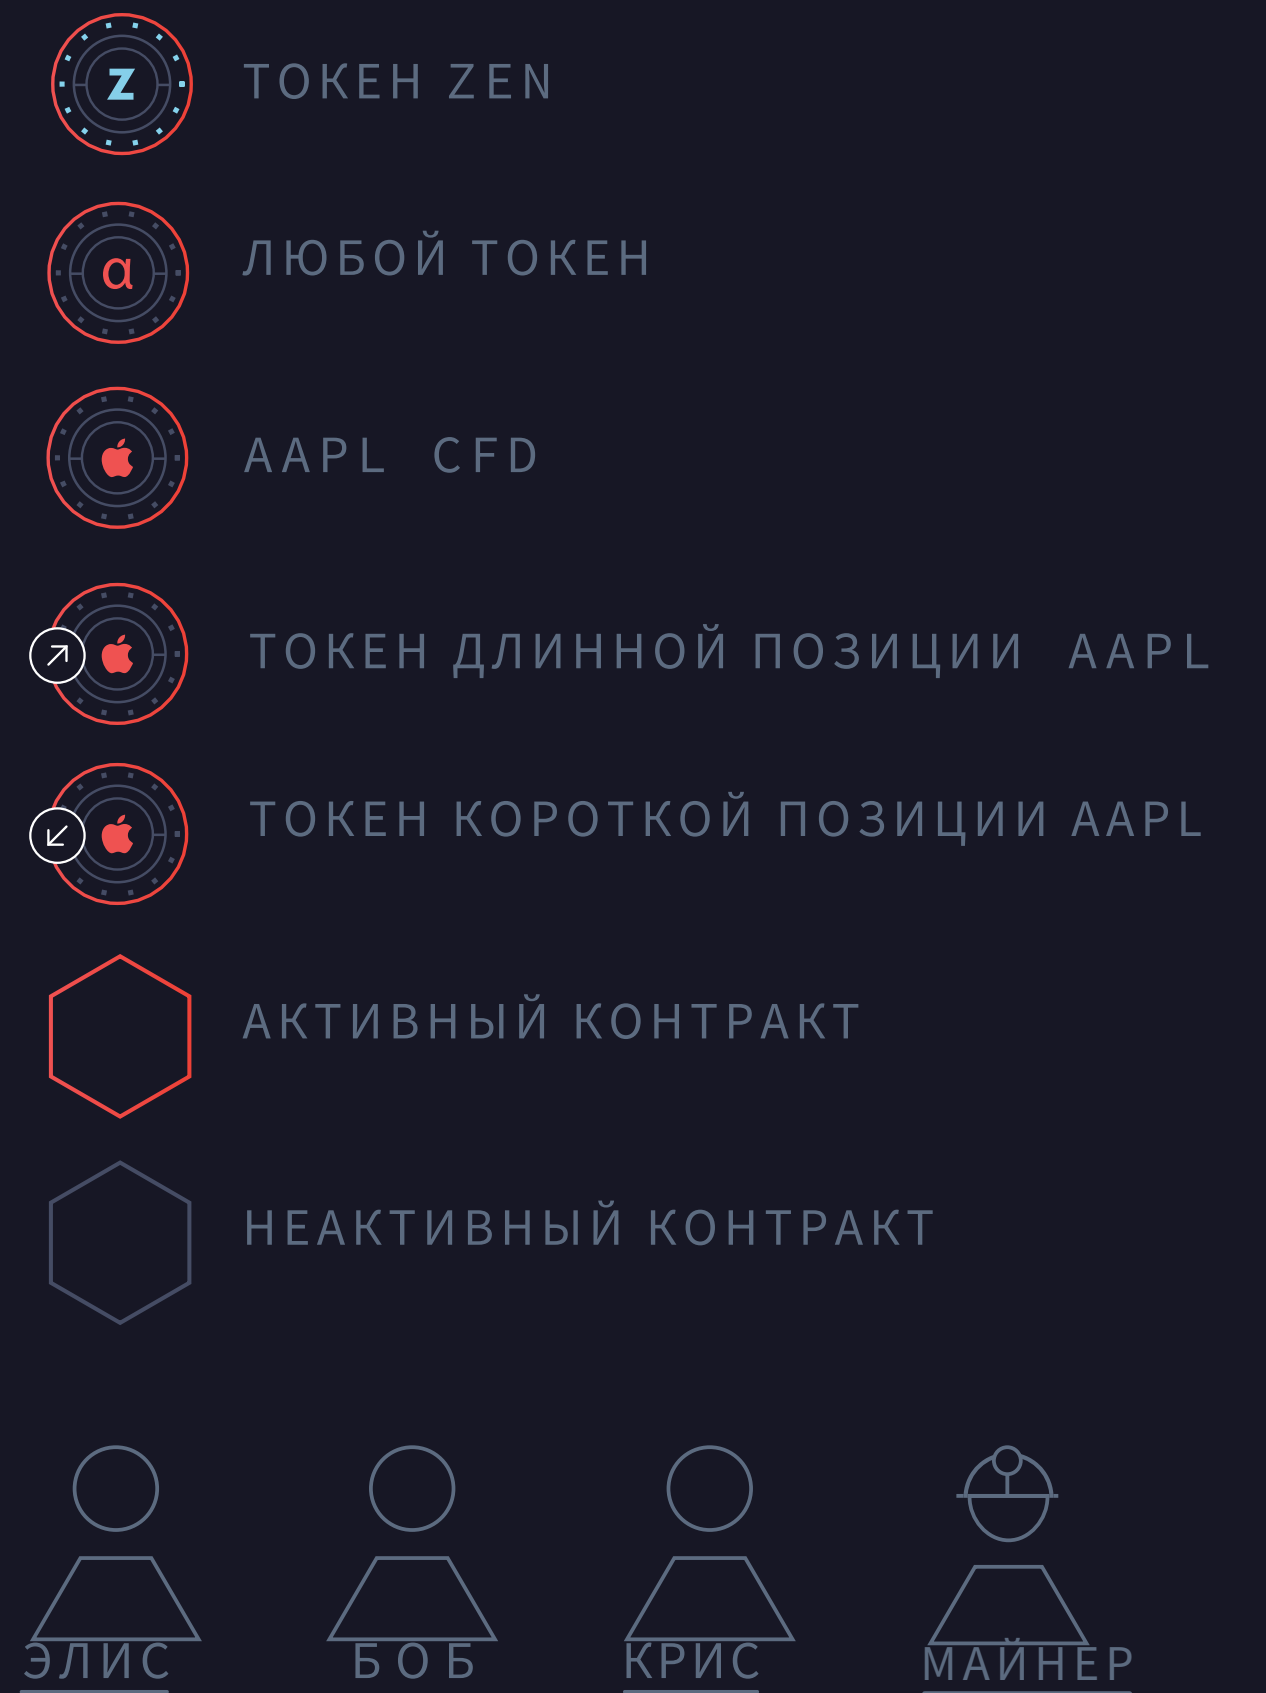 Z
ТОКЕН ZEN
α
ЛЮБОЙ ТОКЕН
AAPL CFD
ТОКЕН ДЛИННОЙ ПОЗИЦИИ AAPL
ТОКЕН КОРОТКОЙ ПОЗИЦИИ AAPL
АКТИВНЫЙ КОНТРАКТ
НЕАКТИВНЫЙ КОНТРАКТ
ЭЛИС
БОБ
КРИС
МАЙНЕР